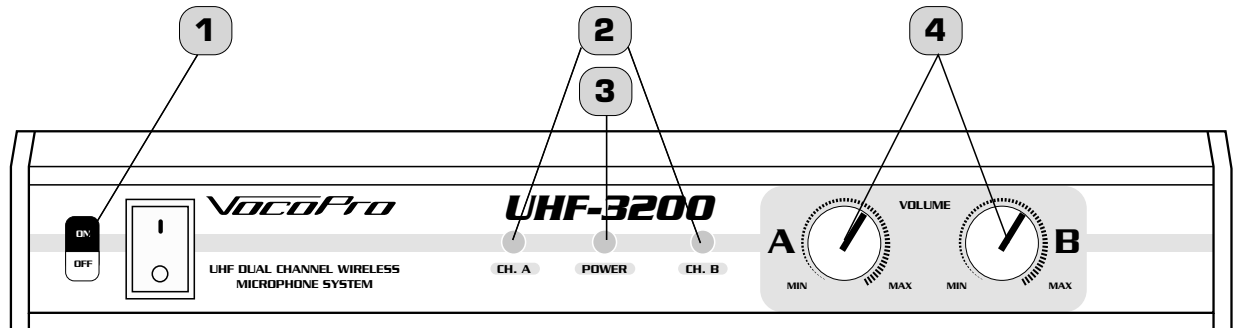 1
2
3
4
ON
OFF
VocoPro
UHF DUAL CHANNEL WIRELESS
MICROPHONE SYSTEM
UHF-3200
CH. A
POWER
CH. B
VOLUME
A
B
MIN
MAX
MIN
MAX